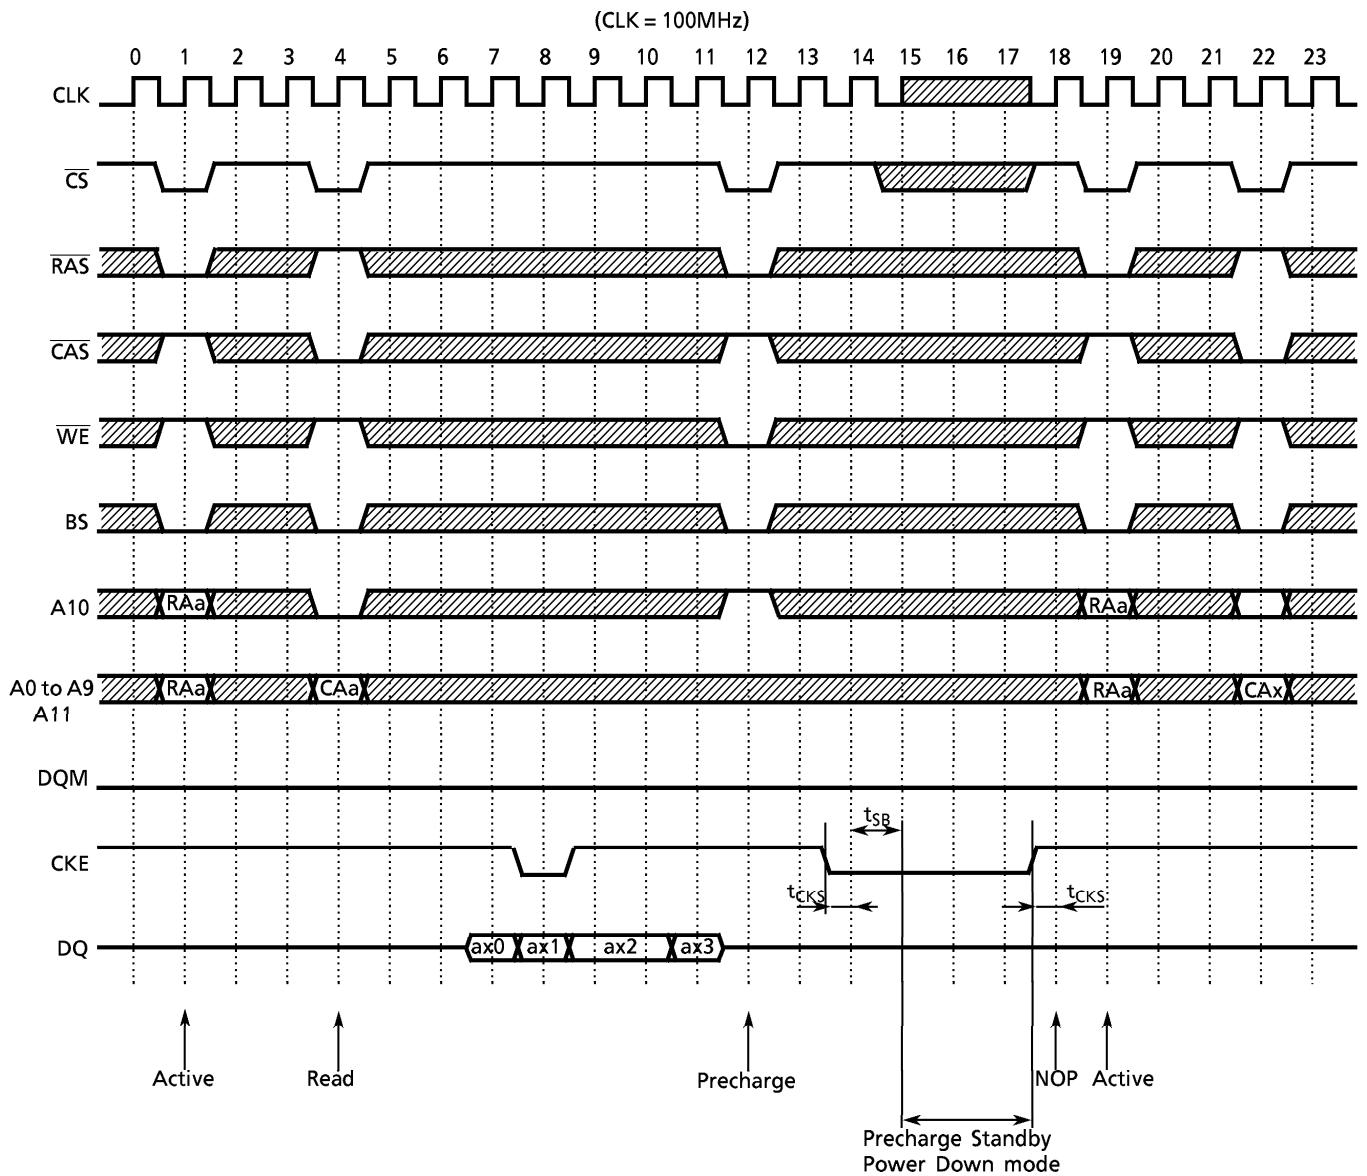 (CLK = 100MHz)
0 1 2 3 4 5 6 7 8 9 10 11 12 13 14 15 16 17 18 19 20 21 22 23
CLK
CS
RAS
CAS
WE
BS
A10 RAa RAa
A0 to A9 RAa CAa RAa CAx
A11
DQM
tSB
CKE
tCKS tCKS
DQ ax0 ax1 ax2 ax3
Active Read Precharge NOP Active
Precharge Standby
Power Down mode